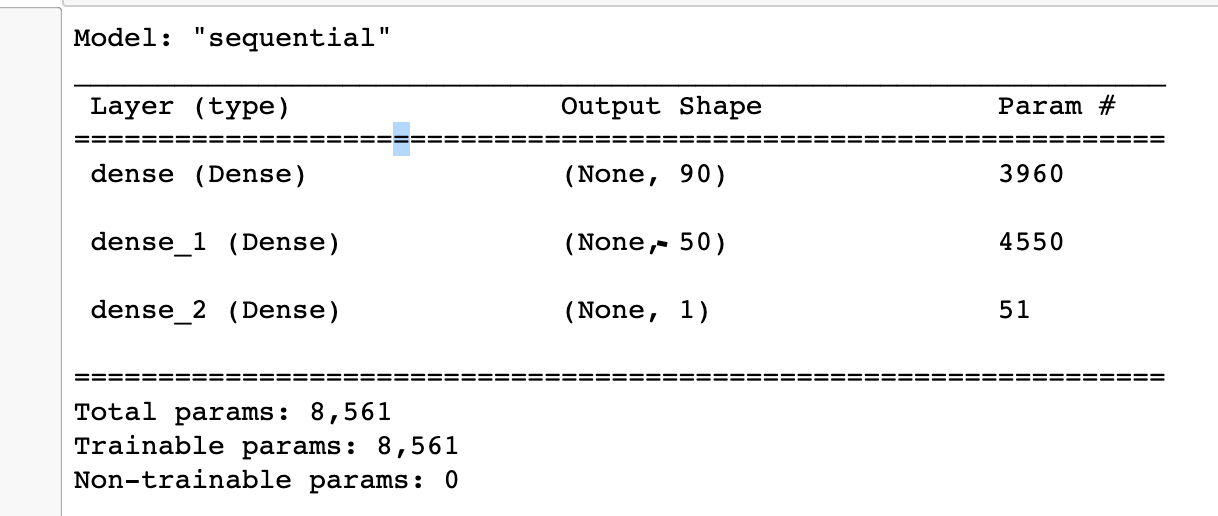 Model: "sequential"
_________________________________________________________________
Layer (type) Output Shape Param #
=================================================================
dense (Dense) (None, 90) 3960
dense_1 (Dense) (None, 50) 4550
dense_2 (Dense) (None, 1) 51
=================================================================
Total params: 8,561
Trainable params: 8,561
Non-trainable params: 0